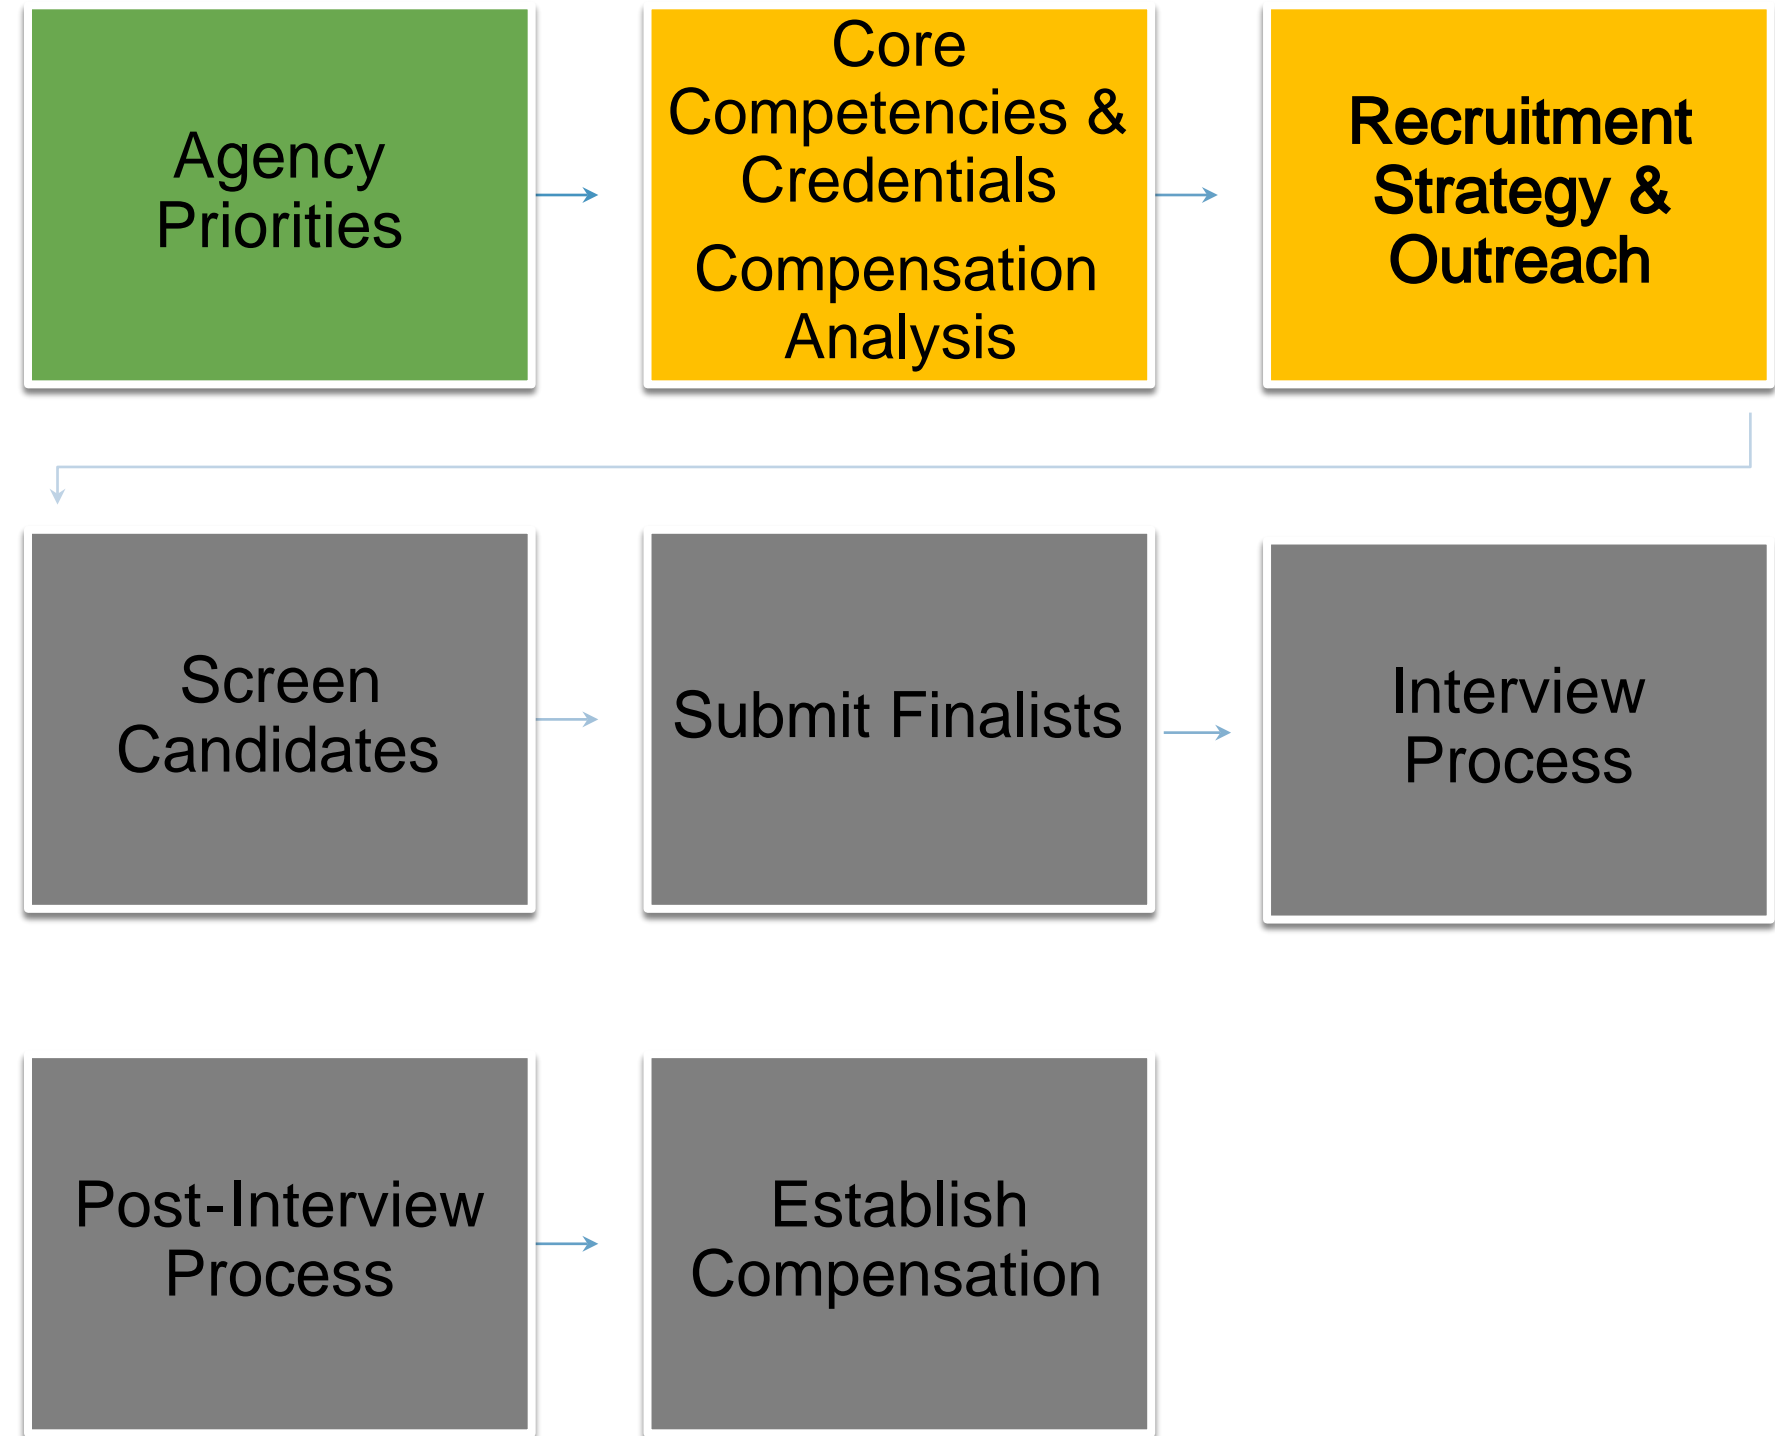 Agency
Priorities
Core
Competencies &
Credentials
Compensation
Analysis
Recruitment
Strategy &
Outreach
Screen
Candidates
Submit Finalists
Interview
Process
Post-Interview
Process
Establish
Compensation